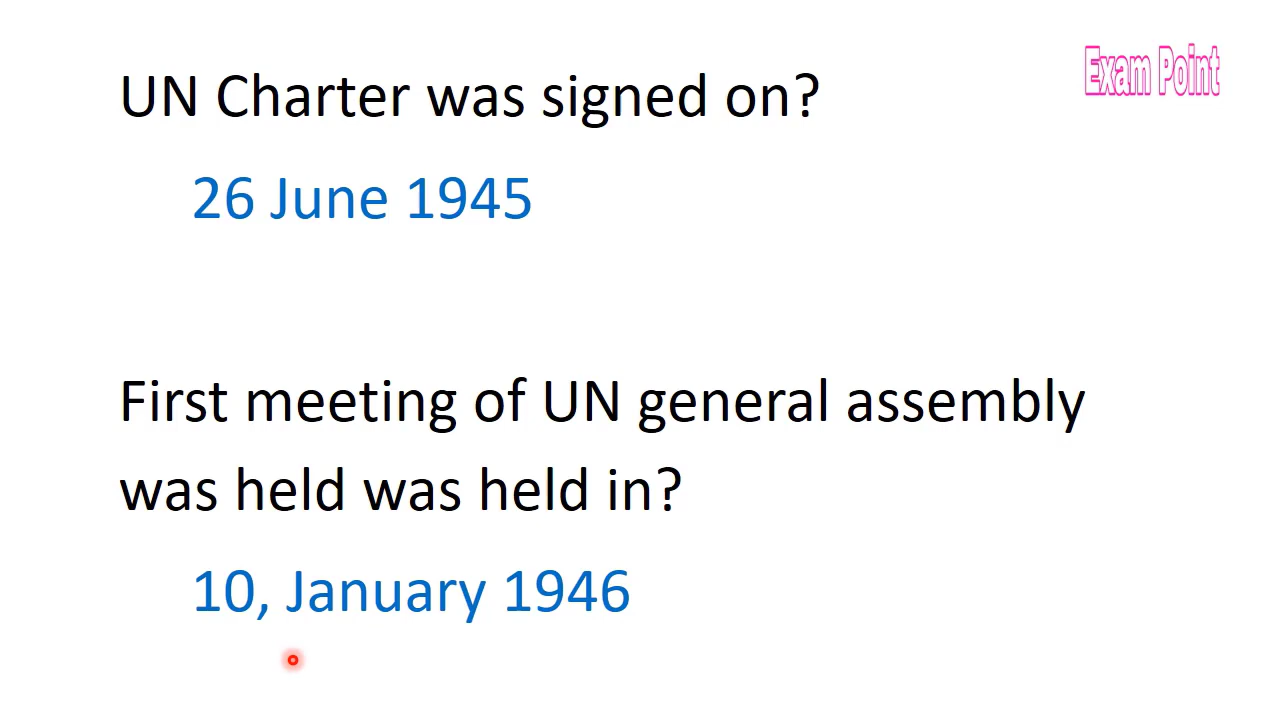 Exam Point
UN Charter was signed on?
26 June 1945
First meeting of UN general assembly
was held was held in?
10, January 1946